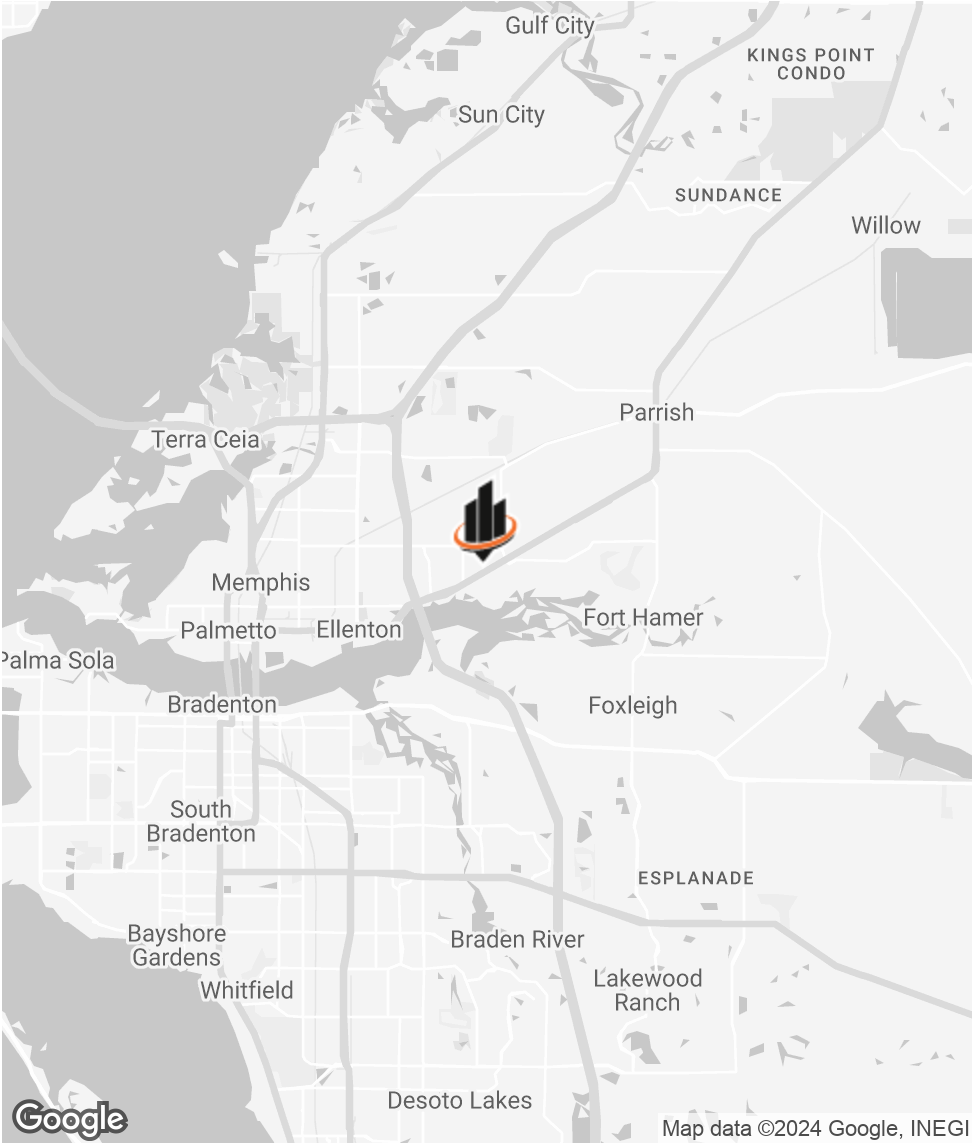 Gulf City
KINGS POINT
CONDO
Sun City
SUNDANCE
Willow
Parrish
Terra Ceia
Memphis
Fort Hamer
Palmetto
Ellenton
Palma Sola
Bradenton
Foxleigh
South
Bradenton
ESPLANADE
Bayshore
Gardens
Braden River
Whitfield
Lakewood
Ranch
Desoto Lakes
Google
Map data ©2024 Google, INEGI